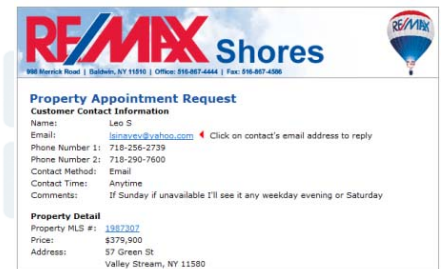 RE/MAX Shores
RE/MAX
998 Merrick Road | Baldwin, NY 11510 | Office: 516-867-4444 | Fax: 516-867-4586
Property Appointment Request
Customer Contact Information
Name: Leo S
Email: lsinayev@yahoo.com Click on contact's email address to reply
Phone Number 1: 718-256-2739
Phone Number 2: 718-290-7600
Contact Method: Email
Contact Time: Anytime
Comments: If Sunday if unavailable I'll see it any weekday evening or Saturday
Property Detail
Property MLS #: 1987307
Price: $379,900
Address: 57 Green St
Valley Stream, NY 11580